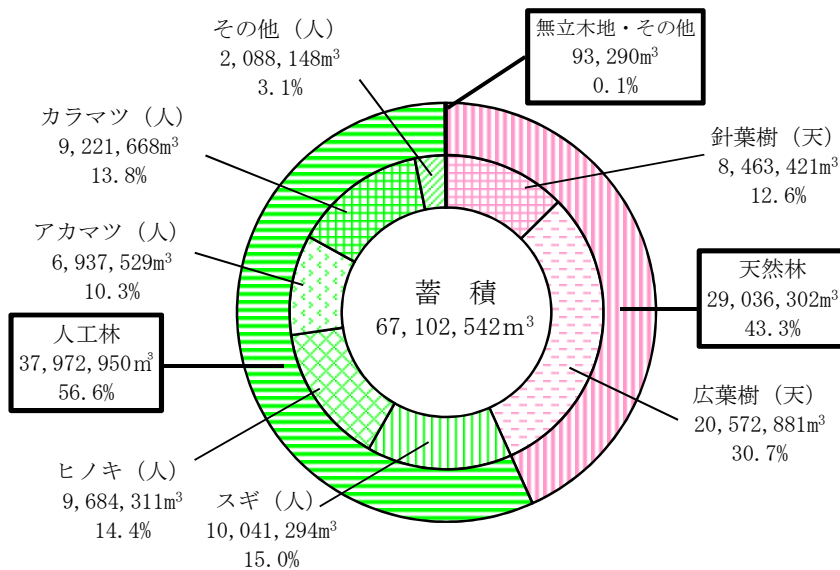 その他（人）
2,088,148m³
3.1%
無立木地・その他
93,290m³
0.1%
カラマツ（人）
9,221,668m³
13.8%
針葉樹（天）
8,463,421m³
12.6%
アカマツ（人）
6,937,529m³
10.3%
天然林
29,036,302m³
43.3%
蓄　積
67,102,542m³
人工林
37,972,950㎥
56.6%
広葉樹（天）
20,572,881m³
30.7%
ヒノキ（人）
9,684,311m³
14.4%
スギ（人）
10,041,294m³
15.0%